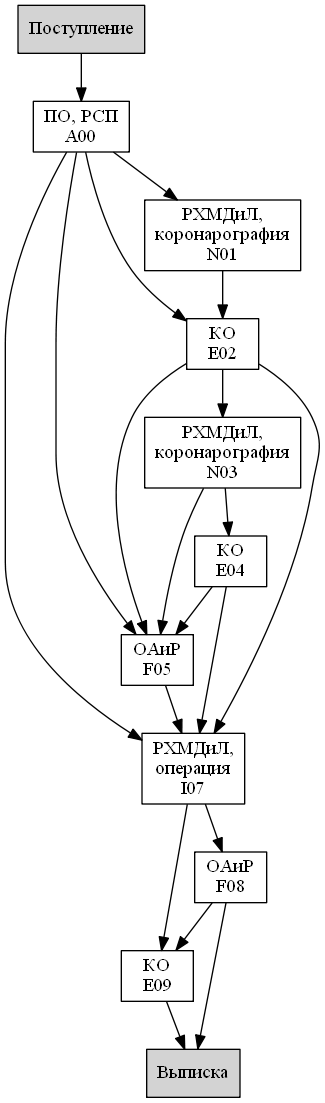 Поступление
ПО, РСП
A00
РХМДиЛ,
коронарография
N01
КО
E02
РХМДиЛ,
коронарография
N03
КО
E04
ОАиР
F05
РХМДиЛ,
операция
I07
ОАиР
F08
КО
E09
Выписка